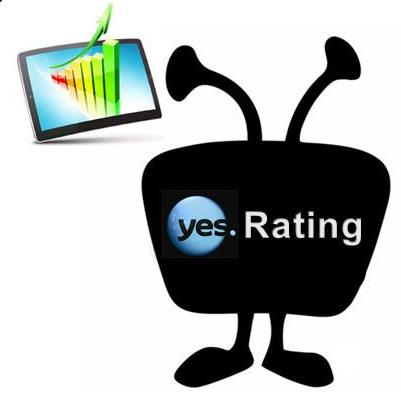 yes. Rating